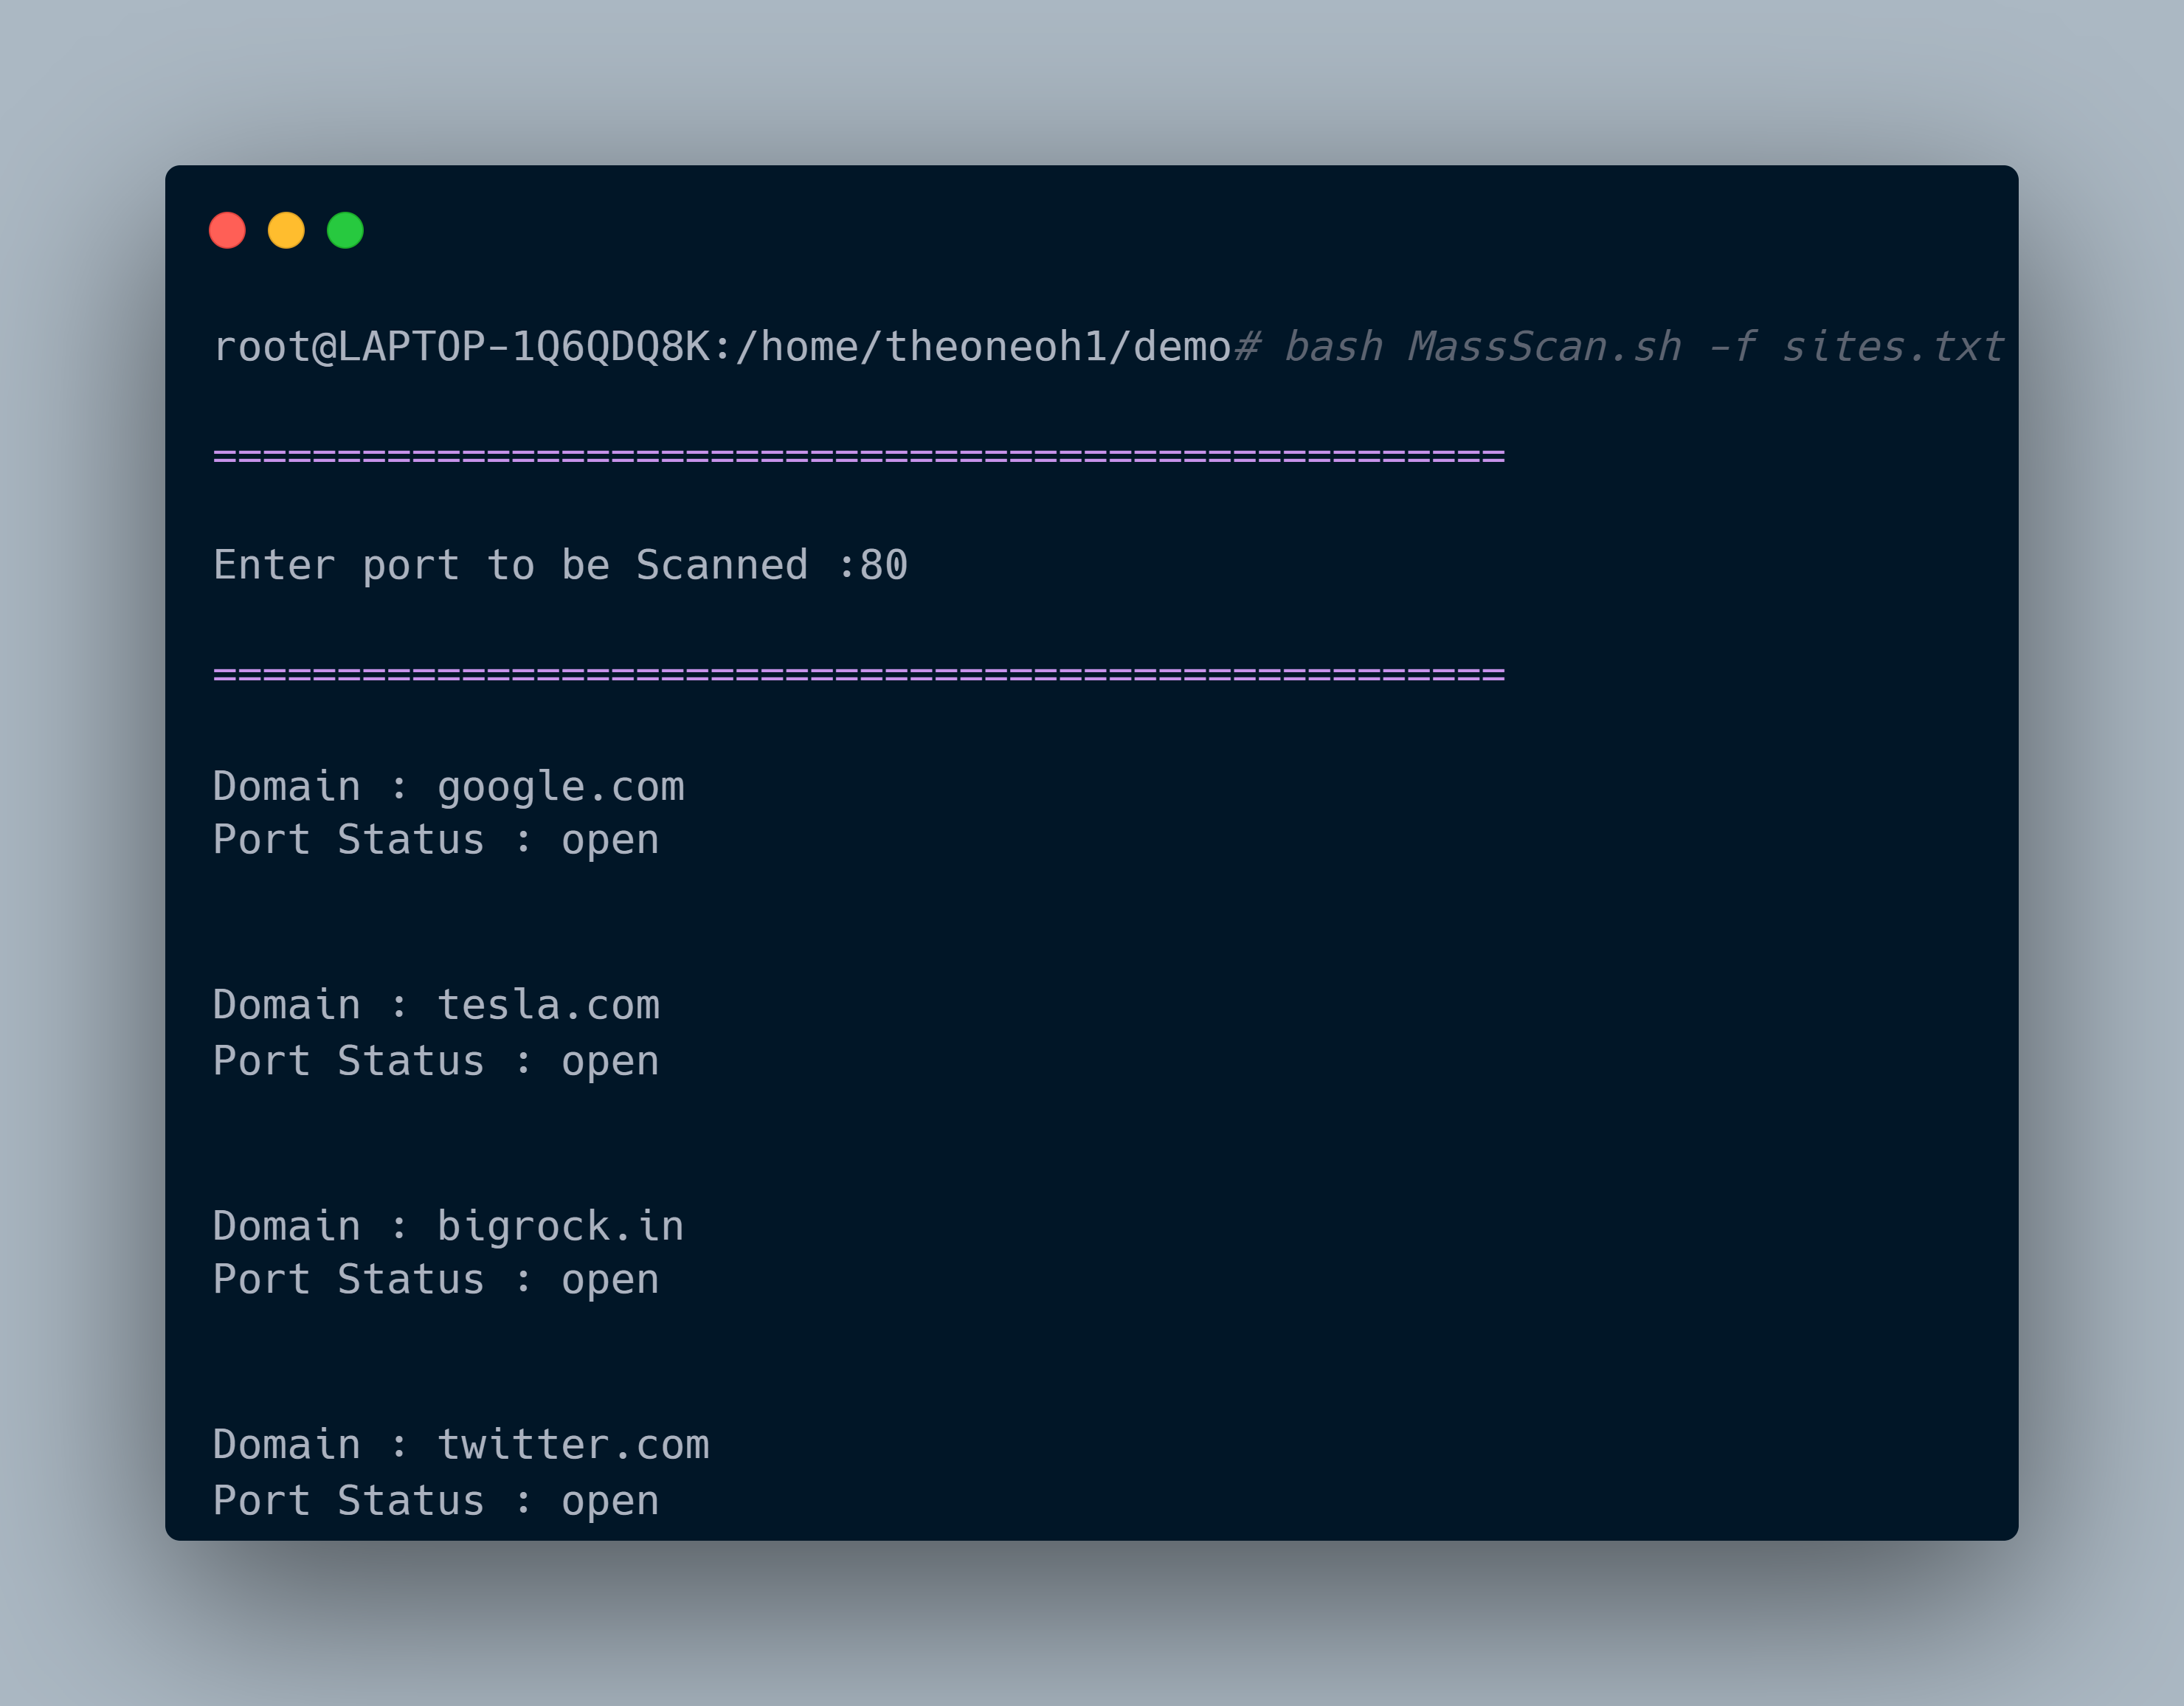 root@LAPTOP-1Q6QDQ8K:/home/theoneoh1/demo# bash MassScan.sh -f sites.txt
====================================================
Enter port to be Scanned :80
====================================================
Domain : google.com
Port Status : open
Domain : tesla.com
Port Status : open
Domain : bigrock.in
Port Status : open
Domain : twitter.com
Port Status : open